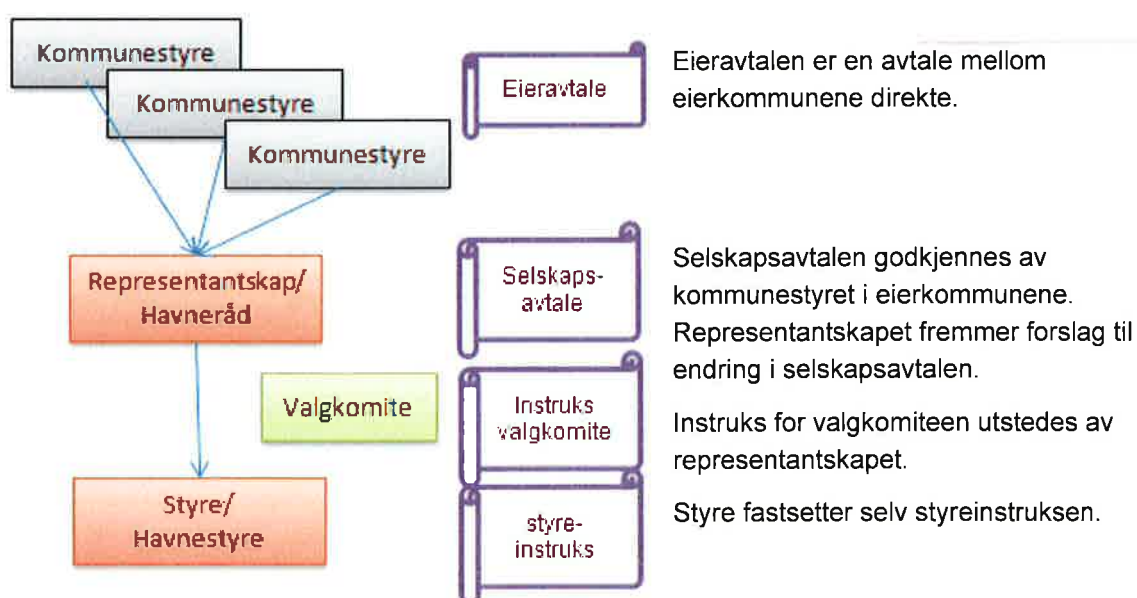 Kommunestyre
Kommunestyre
Kommunestyre
Eieravtale
Eieravtalen er en avtale mellom
eierkommunene direkte.
Representantskap/
Havneråd
Selskaps-
avtale
Selskapsavtalen godkjennes av
kommunestyret i eierkommunene.
Representantskapet fremmer forslag til
endring i selskapsavtalen.
Valgkomite
Instruks
valgkomite
Instruks for valgkomiteen utstedes av
representantskapet.
Styre/
Havnestyre
styre-
instruks
Styre fastsetter selv styreinstruksen.